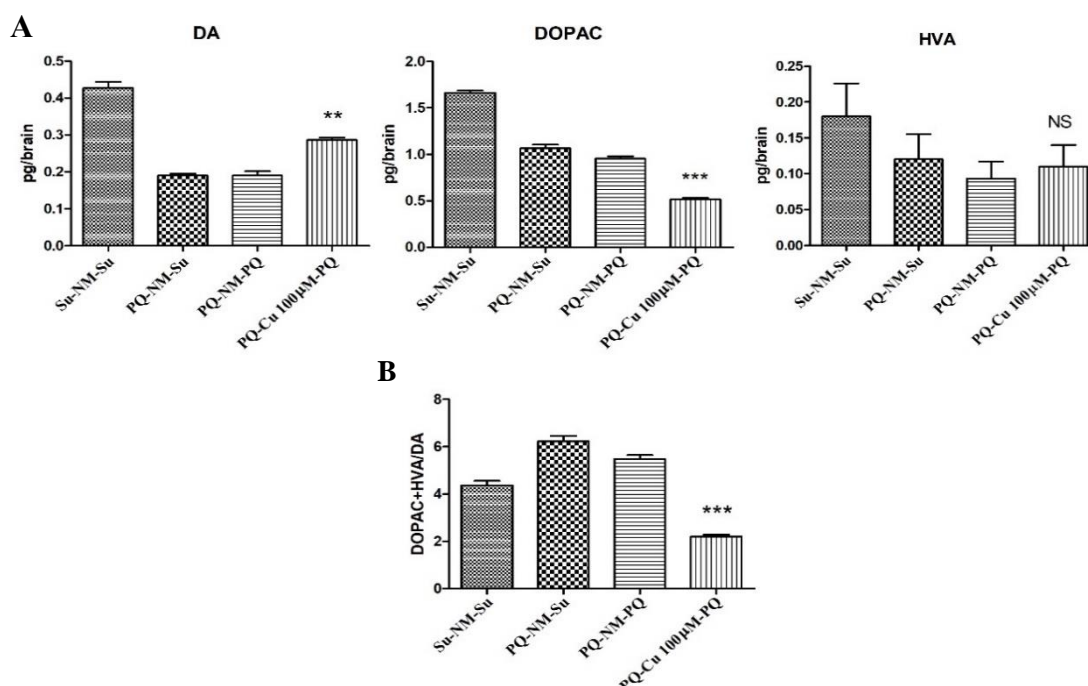 A
DA
pg/brain
0.5
0.4
0.3
0.2
0.1
0.0
**
Su-NM-Su
PQ-NM-Su
PQ-NM-PQ
PQ-Cu 100µM-PQ
DOPAC
pg/brain
2.0
1.5
1.0
0.5
0.0
***
Su-NM-Su
PQ-NM-Su
PQ-NM-PQ
PQ-Cu 100µM-PQ
HVA
pg/brain
0.25
0.20
0.15
0.10
0.05
0.00
NS
Su-NM-Su
PQ-NM-Su
PQ-NM-PQ
PQ-Cu 100µM-PQ
B
DOPAC+HVA/DA
8
6
4
2
0
***
Su-NM-Su
PQ-NM-Su
PQ-NM-PQ
PQ-Cu 100µM-PQ